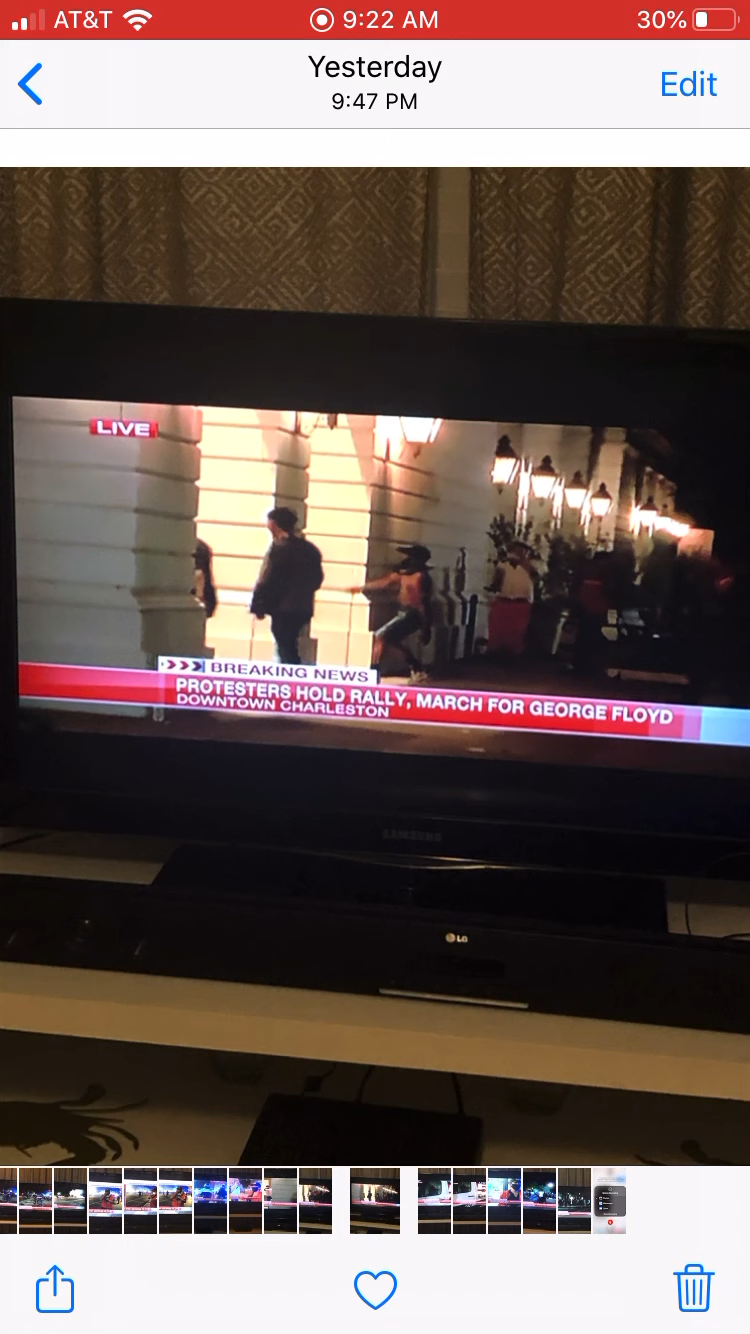 AT&T 9:22 AM 30%
Yesterday
9:47 PM
Edit
LIVE
BREAKING NEWS
PROTESTERS HOLD RALLY, MARCH FOR GEORGE FLOYD
DOWNTOWN CHARLESTON
SAMSUNG
LG